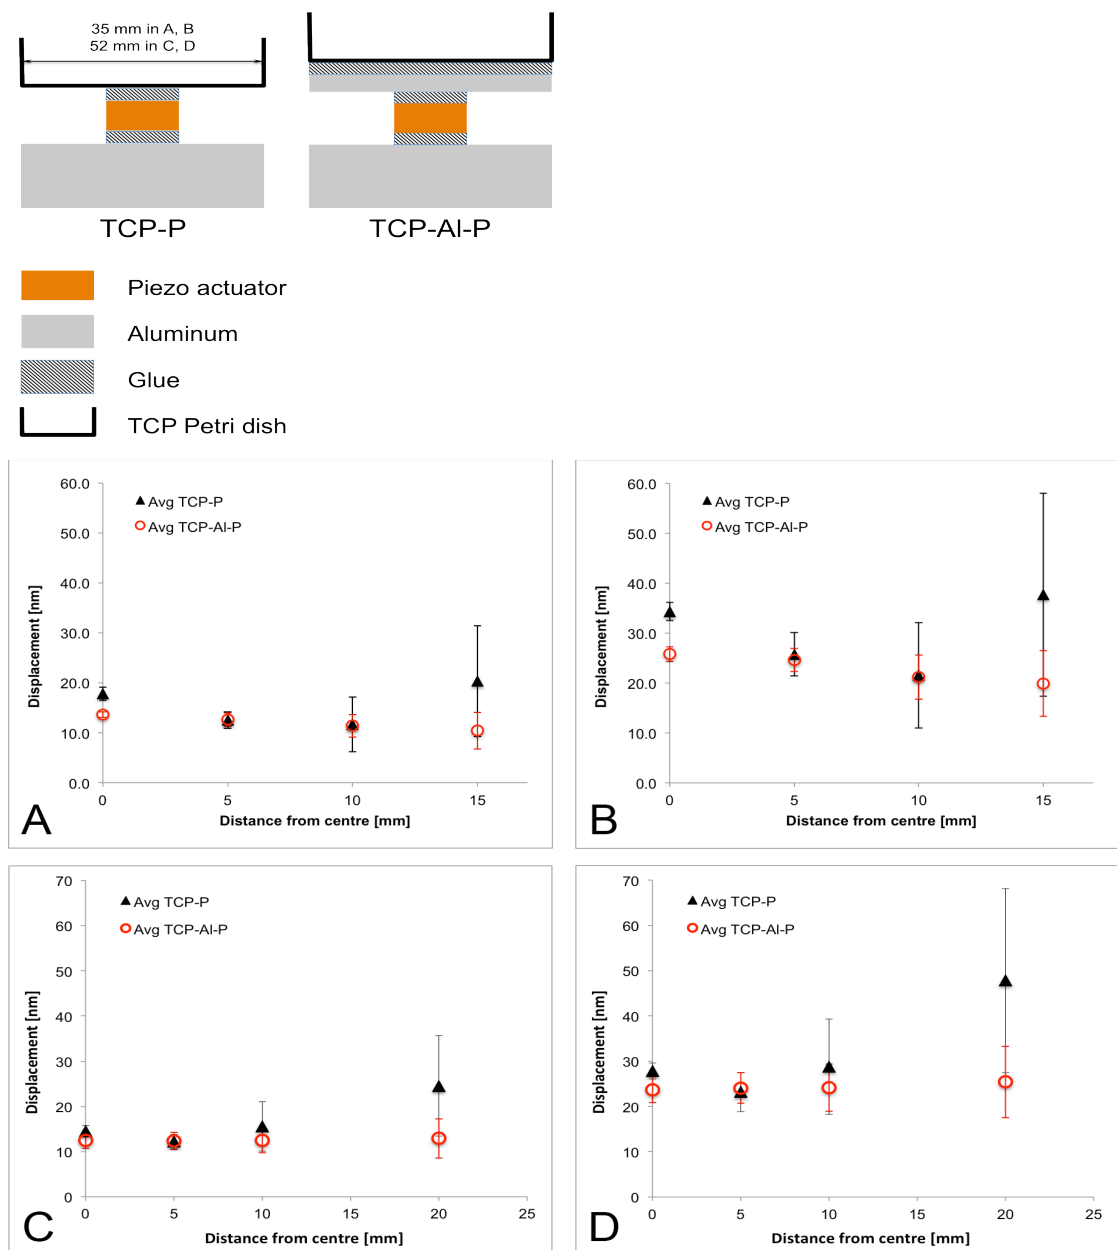 35 mm in A, B
52 mm in C, D
TCP-P
TCP-Al-P
Piezo actuator
Aluminum
Glue
TCP Petri dish
60.0
50.0
40.0
30.0
20.0
10.0
0.0
Displacement [nm]
Avg TCP-P
Avg TCP-Al-P
0 5 10 15
Distance from centre [mm]
A
60.0
50.0
40.0
30.0
20.0
10.0
0.0
Displacement [nm]
Avg TCP-P
Avg TCP-Al-P
0 5 10 15
Distance from centre [mm]
B
70
60
50
40
30
20
10
0
Displacement [nm]
Avg TCP-P
Avg TCP-Al-P
0 5 10 15 20 25
Distance from centre [mm]
C
70
60
50
40
30
20
10
0
Displacement [nm]
Avg TCP-P
Avg TCP-Al-P
0 5 10 15 20 25
Distance from centre [mm]
D